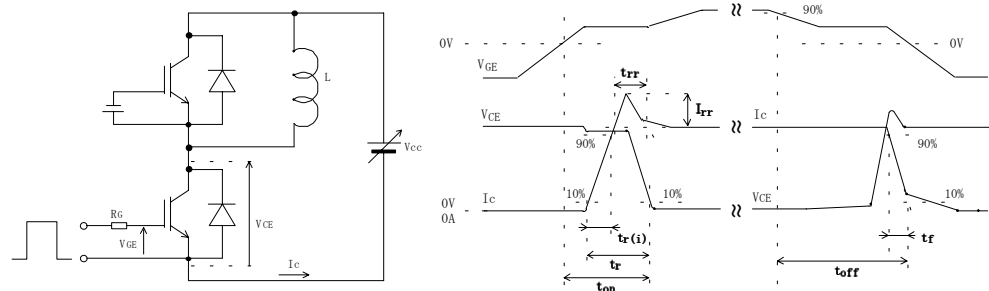 L
Vcc
RG
VGE
VCE
Ic
0V
90%
0V
VGE
trr
VCE
Irr
Ic
90%
90%
10%
10%
10%
0V
0A
Ic
VCE
tr(i)
tf
tr
toff
ton